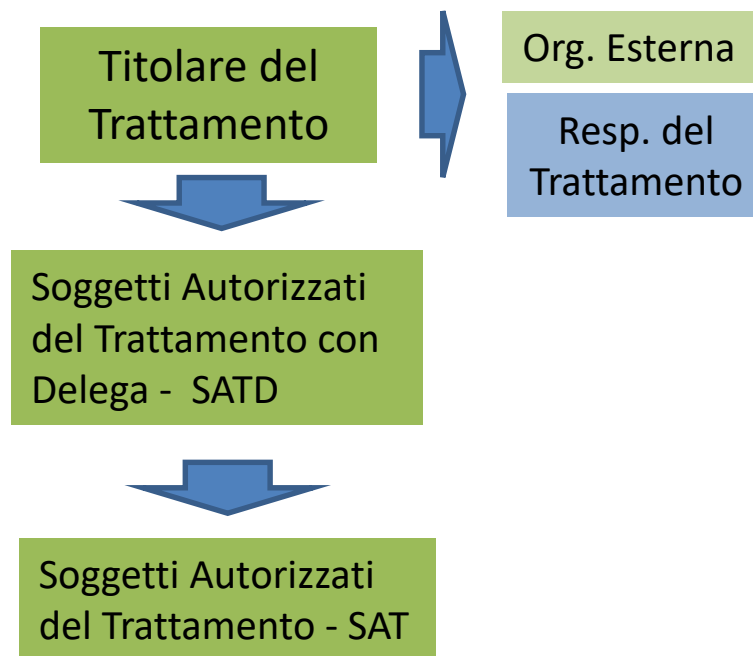 Titolare del
Trattamento
Org. Esterna
Resp. del
Trattamento
Soggetti Autorizzati
del Trattamento con
Delega - SATD
Soggetti Autorizzati
del Trattamento - SAT